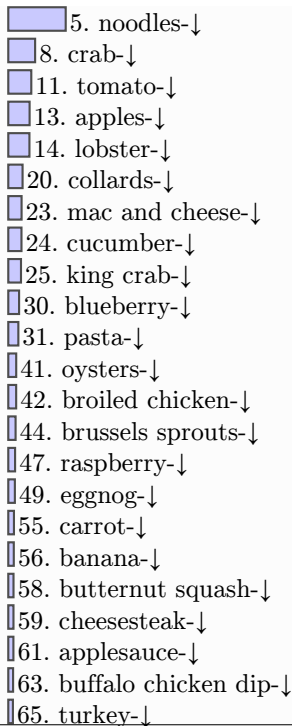 5. noodles-↓
8. crab-↓
11. tomato-↓
13. apples-↓
14. lobster-↓
20. collards-↓
23. mac and cheese-↓
24. cucumber-↓
25. king crab-↓
30. blueberry-↓
31. pasta-↓
41. oysters-↓
42. broiled chicken-↓
44. brussels sprouts-↓
47. raspberry-↓
49. eggnog-↓
55. carrot-↓
56. banana-↓
58. butternut squash-↓
59. cheesesteak-↓
61. applesauce-↓
63. buffalo chicken dip-↓
65. turkey-↓